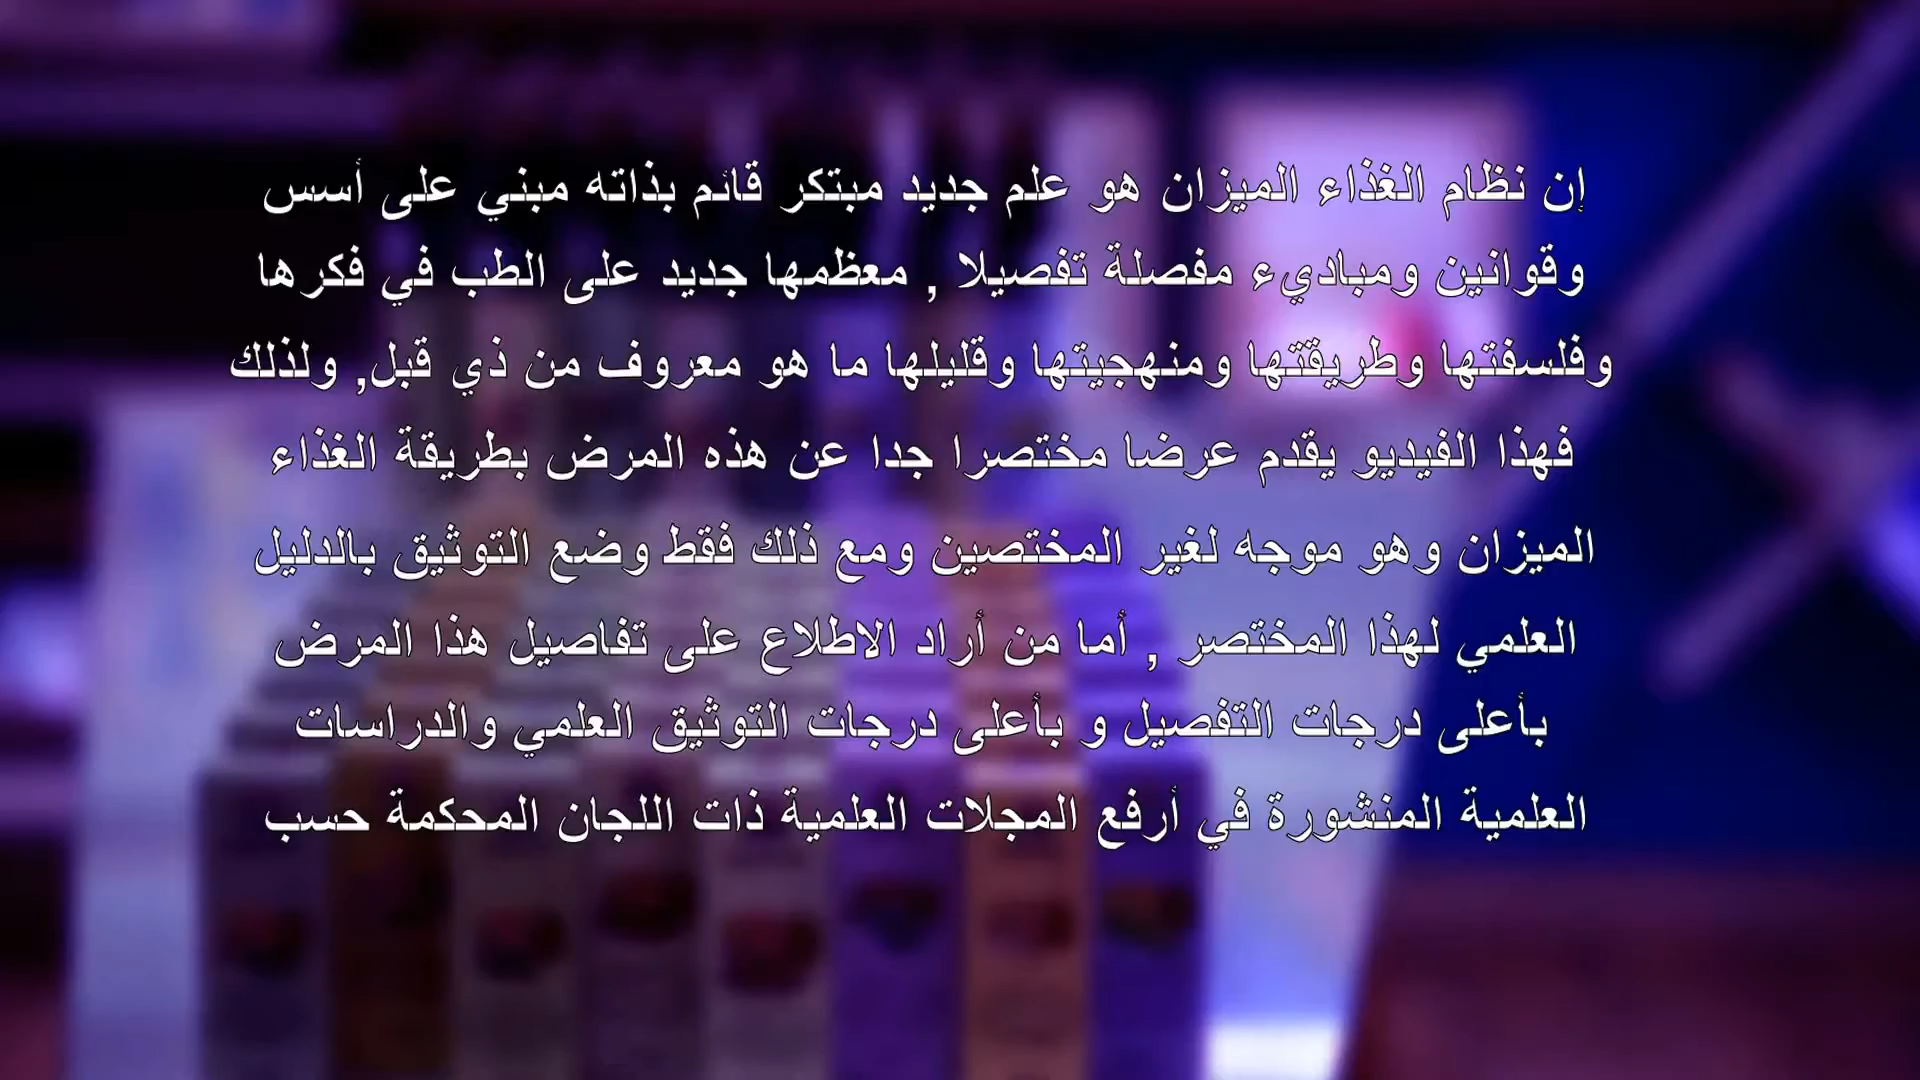 إن نظام الغذاء الميزان هو علم جديد مبتكر قائم بذاته مبني على أسس
وقوانين ومباديء مفصلة تفصيلا , معظمها جديد على الطب في فكرها
وفلسفتها وطريقتها ومنهجيتها وقليلها ما هو معروف من ذي قبل, ولذلك
فهذا الفيديو يقدم عرضا مختصرا جدا عن هذه المرض بطريقة الغذاء
الميزان وهو موجه لغير المختصين ومع ذلك فقط وضع التوثيق بالدليل
العلمي لهذا المختصر , أما من أراد الاطلاع على تفاصيل هذا المرض
بأعلى درجات التفصيل و بأعلى درجات التوثيق العلمي والدراسات
العلمية المنشورة في أرفع المجلات العلمية ذات اللجان المحكمة حسب